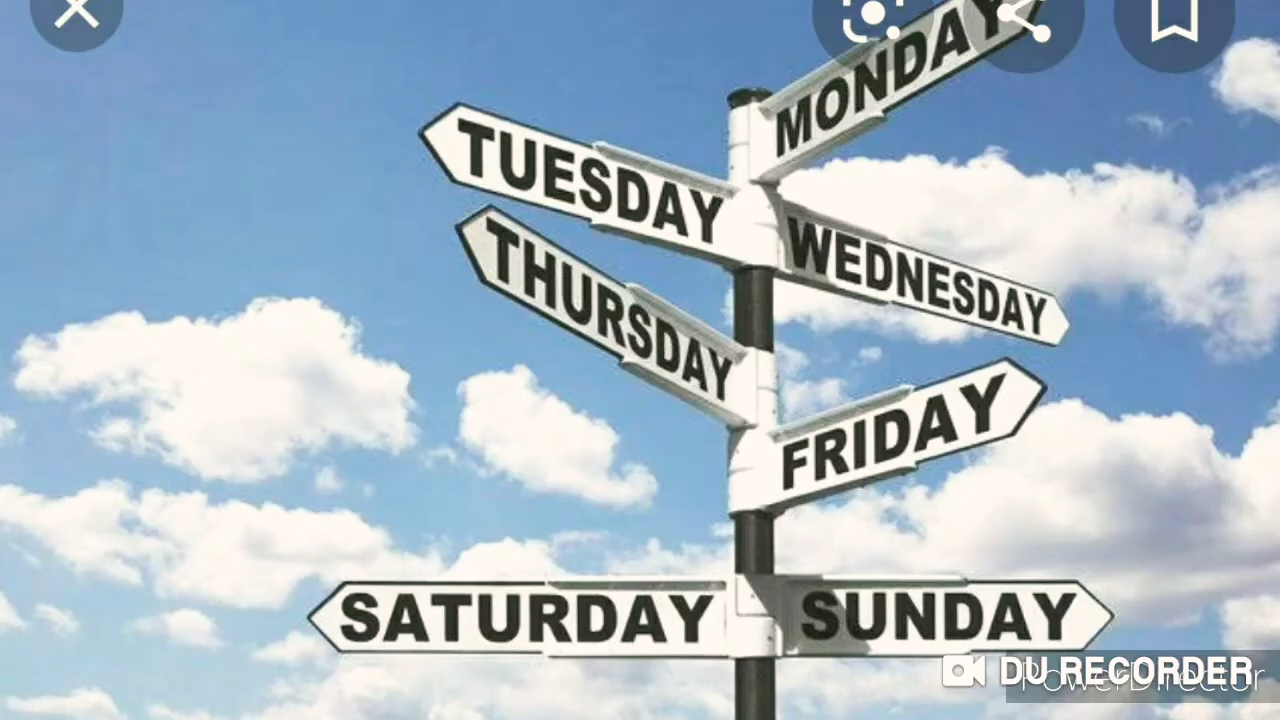 MONDAY
TUESDAY
WEDNESDAY
THURSDAY
FRIDAY
SATURDAY
SUNDAY
DU RECORDER
PowerDirector